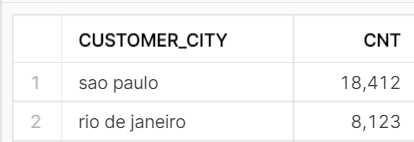 CUSTOMER_CITY CNT
1 sao paulo 18,412
2 rio de janeiro 8,123